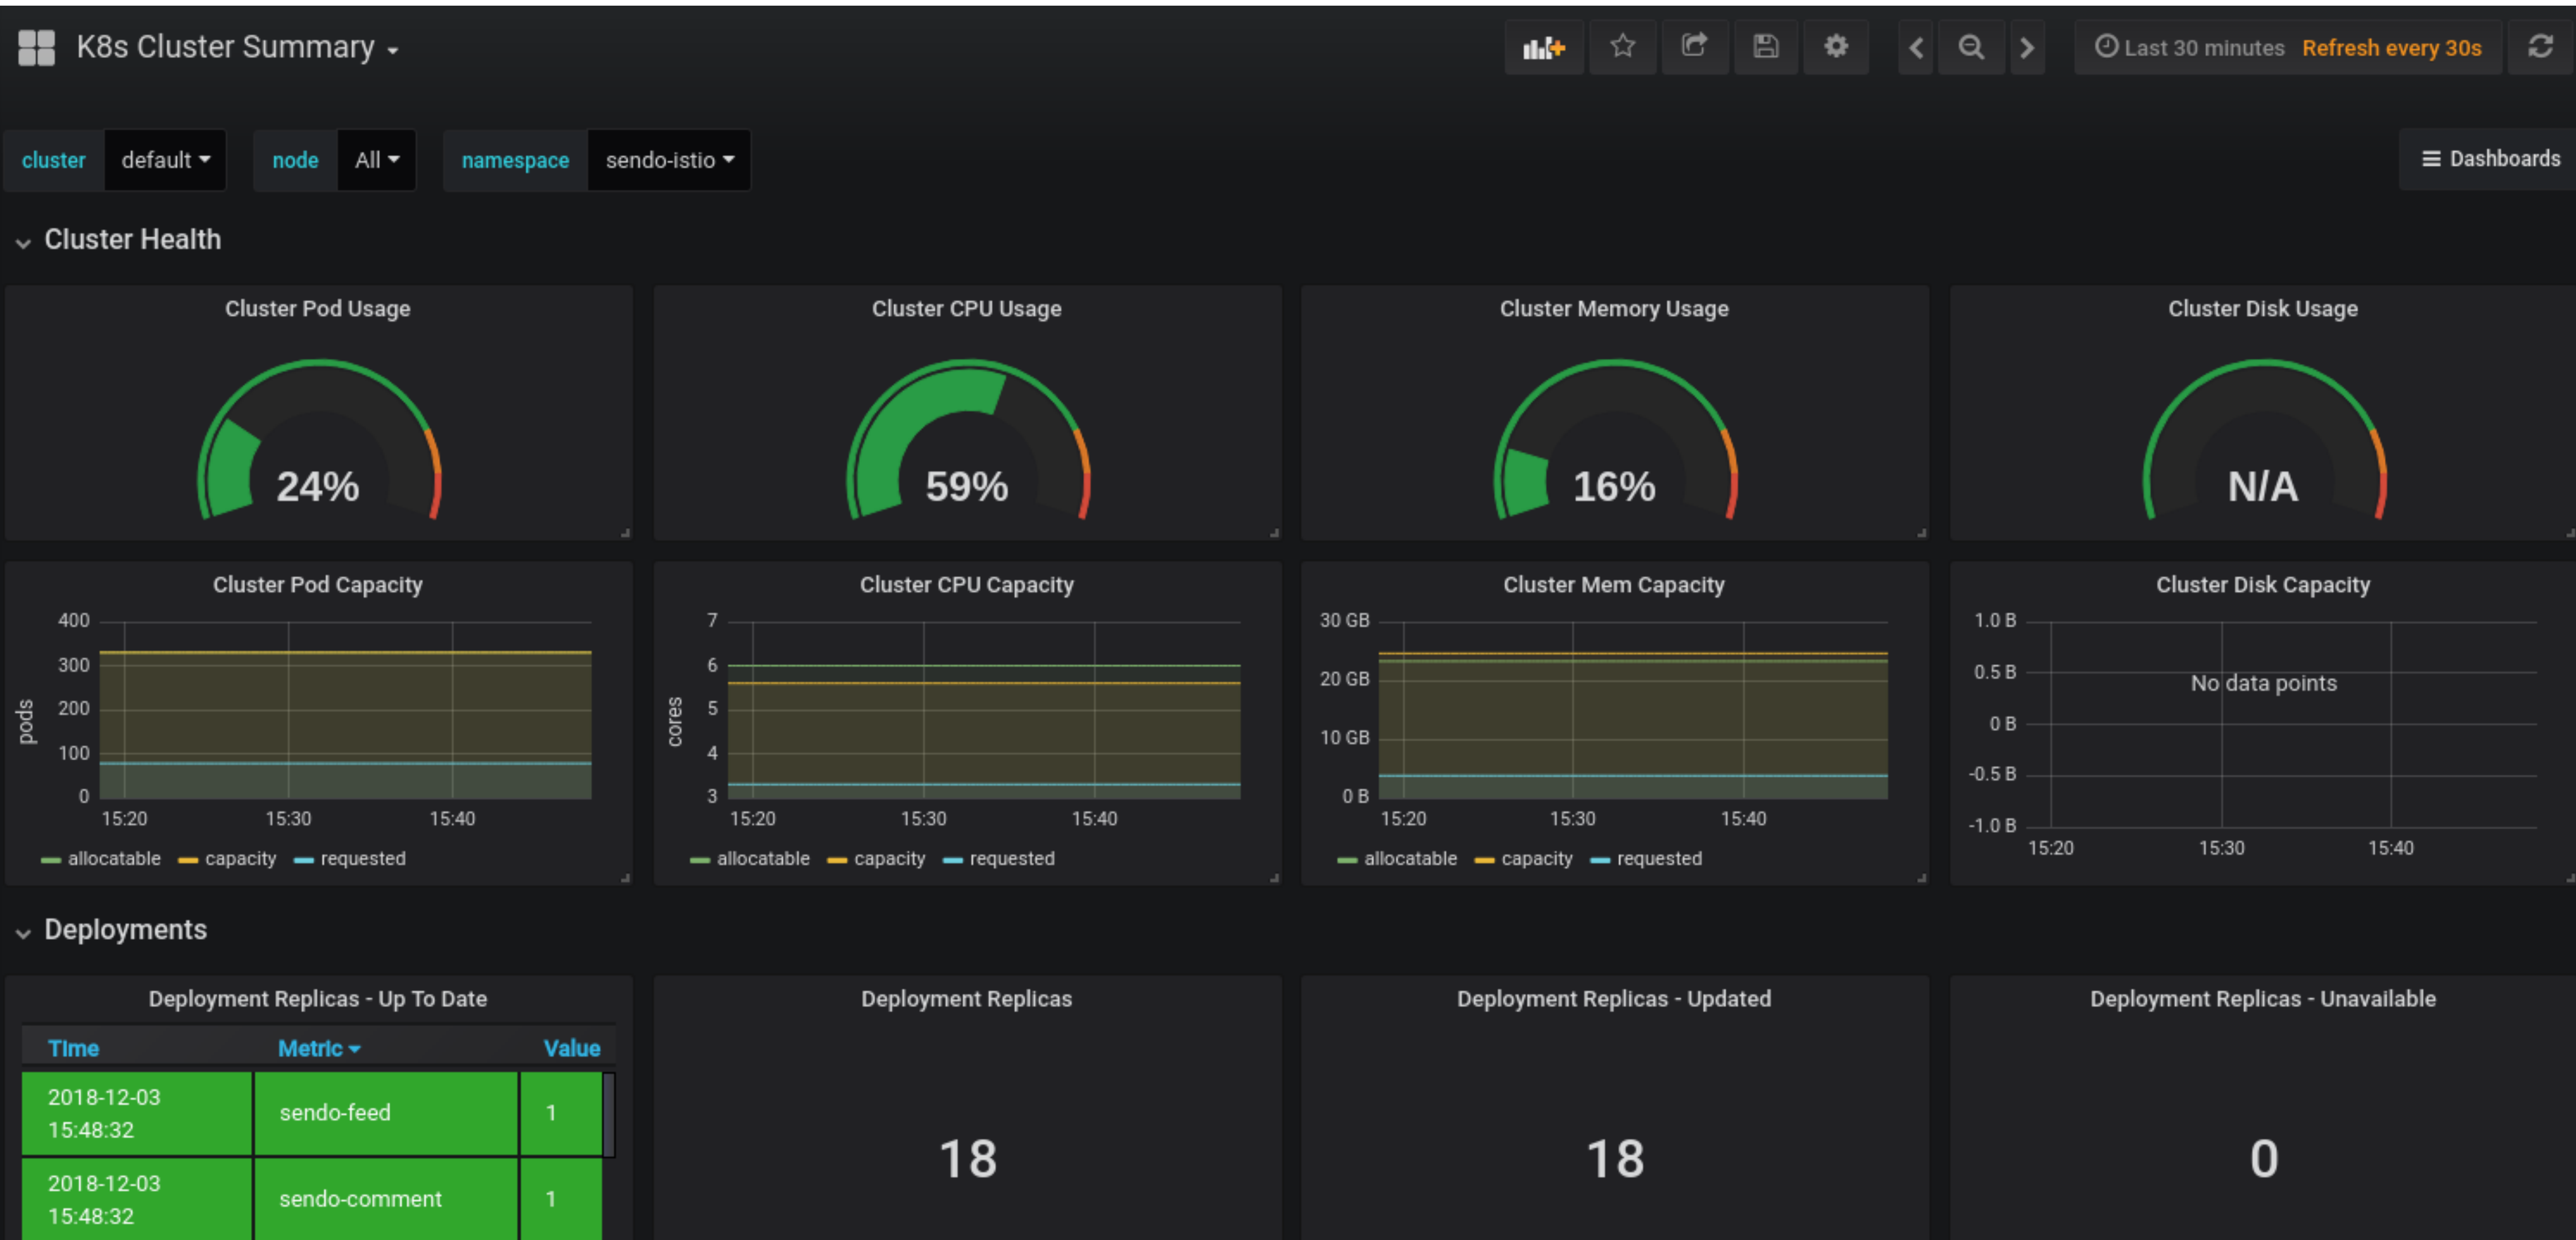 K8s Cluster Summary
Last 30 minutes Refresh every 30s
cluster default node All namespace sendo-istio
Dashboards
Cluster Health
Cluster Pod Usage
24%
Cluster CPU Usage
59%
Cluster Memory Usage
16%
Cluster Disk Usage
N/A
Cluster Pod Capacity
400
300
200
100
0
pods
15:20 15:30 15:40
allocatable capacity requested
Cluster CPU Capacity
7
6
5
4
3
cores
15:20 15:30 15:40
allocatable capacity requested
Cluster Mem Capacity
30 GB
20 GB
10 GB
0 B
15:20 15:30 15:40
allocatable capacity requested
Cluster Disk Capacity
1.0 B
0.5 B
0 B
-0.5 B
-1.0 B
No data points
15:20 15:30 15:40
Deployments
Deployment Replicas - Up To Date
Time Metric Value
2018-12-03
15:48:32
sendo-feed
1
2018-12-03
15:48:32
sendo-comment
1
Deployment Replicas
18
Deployment Replicas - Updated
18
Deployment Replicas - Unavailable
0